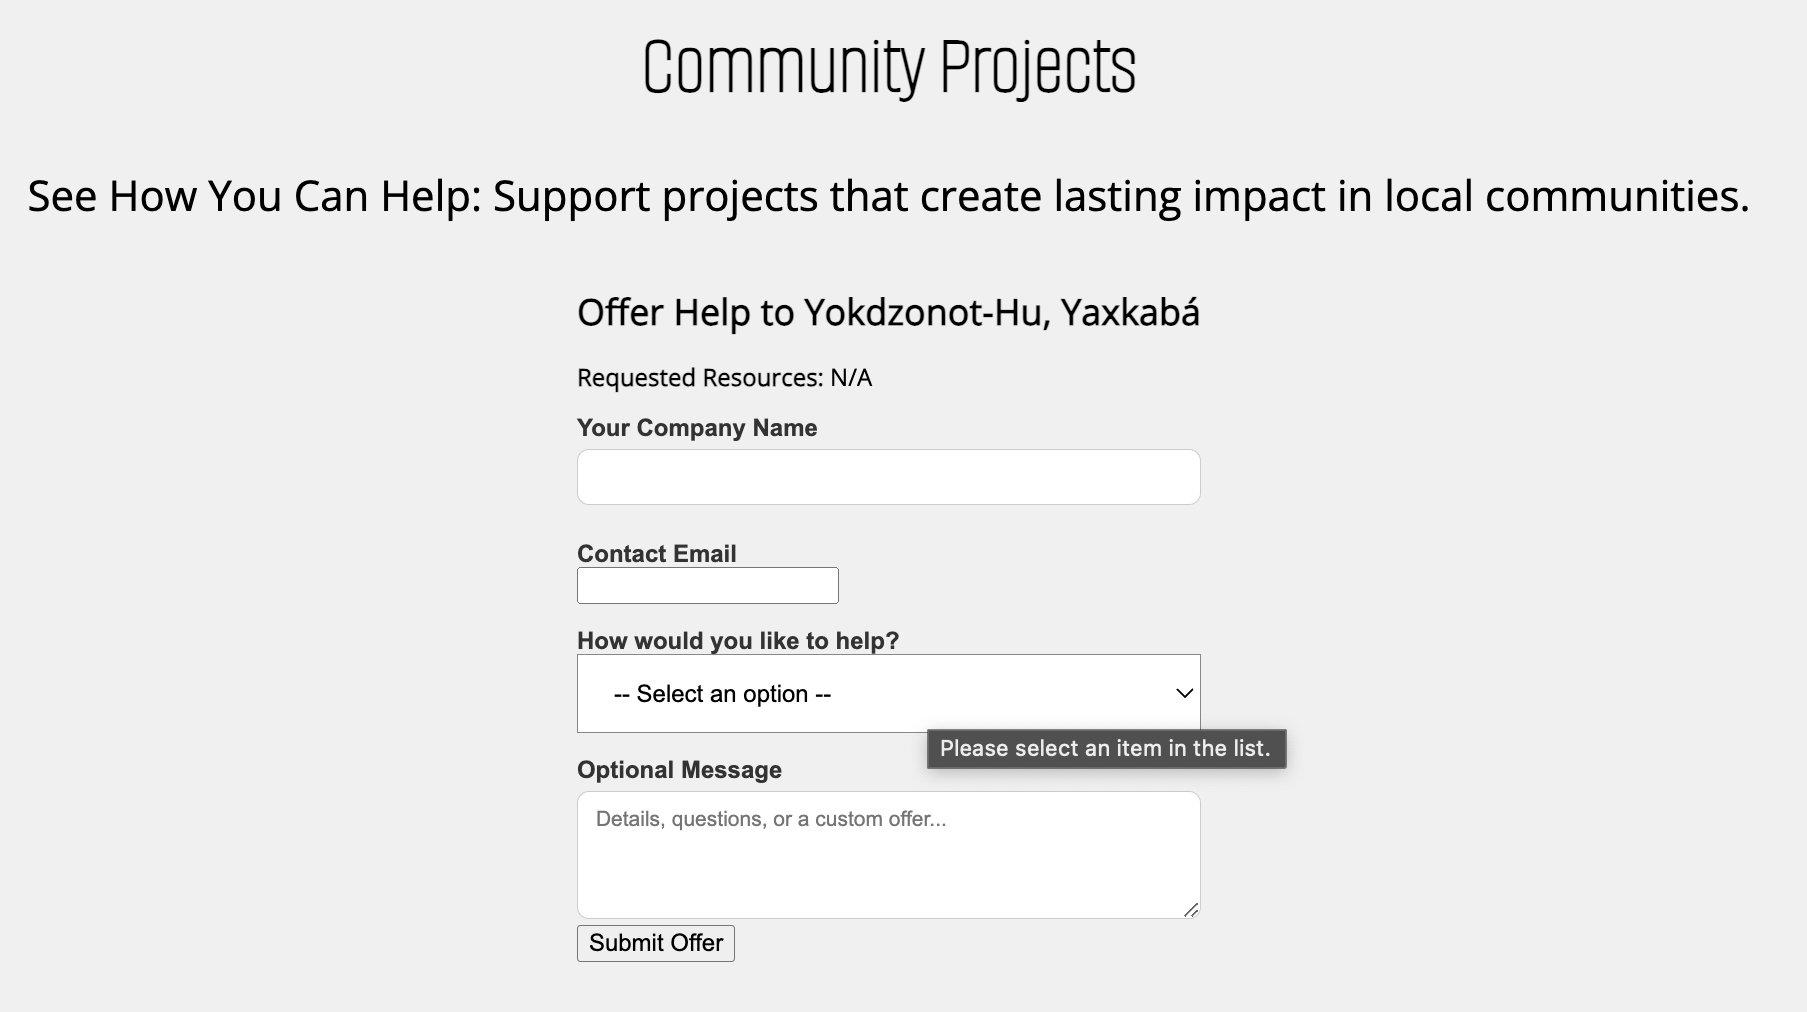 Community Projects
See How You Can Help: Support projects that create lasting impact in local communities.
Offer Help to Yokdzonot-Hu, Yaxkabá
Requested Resources: N/A
Your Company Name
Contact Email
How would you like to help?
-- Select an option --
Please select an item in the list.
Optional Message
Details, questions, or a custom offer...
Submit Offer